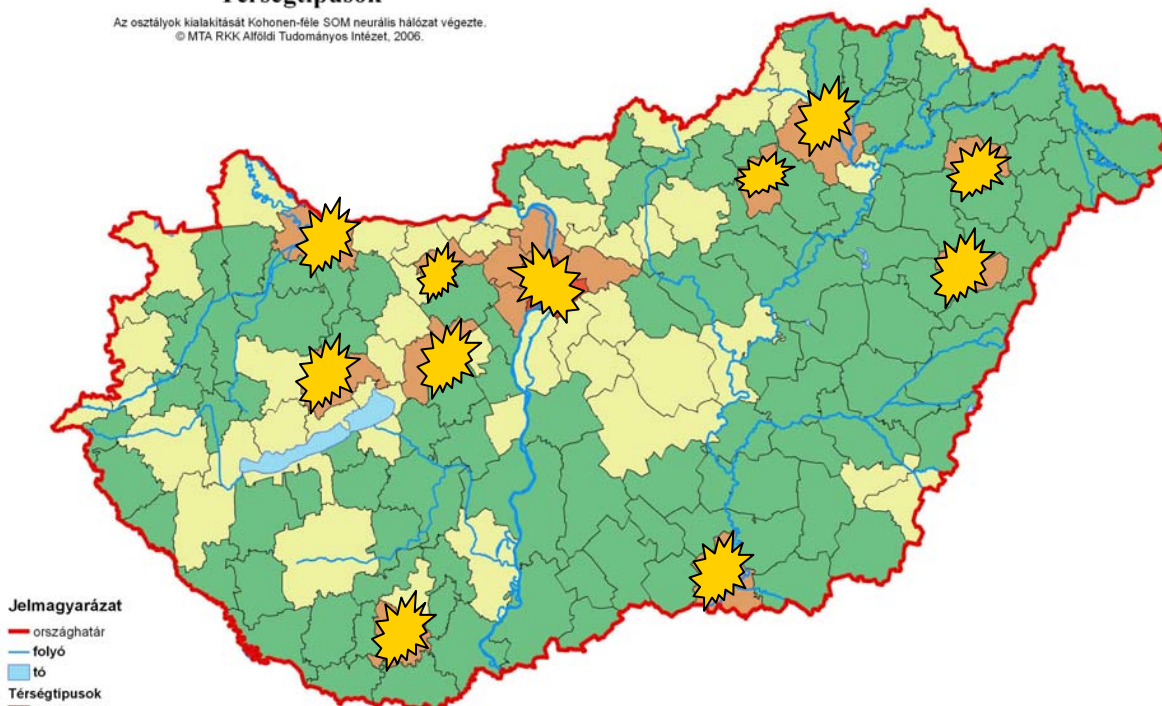 Térségtípusok
Az osztályok kialakítását Kohonen-féle SOM neurális hálózat végezte.
© MTA RKK Alföldi Tudományos Intézet, 2006.
Jelmagyarázat
országhatár
folyó
tó
Térségtípusok